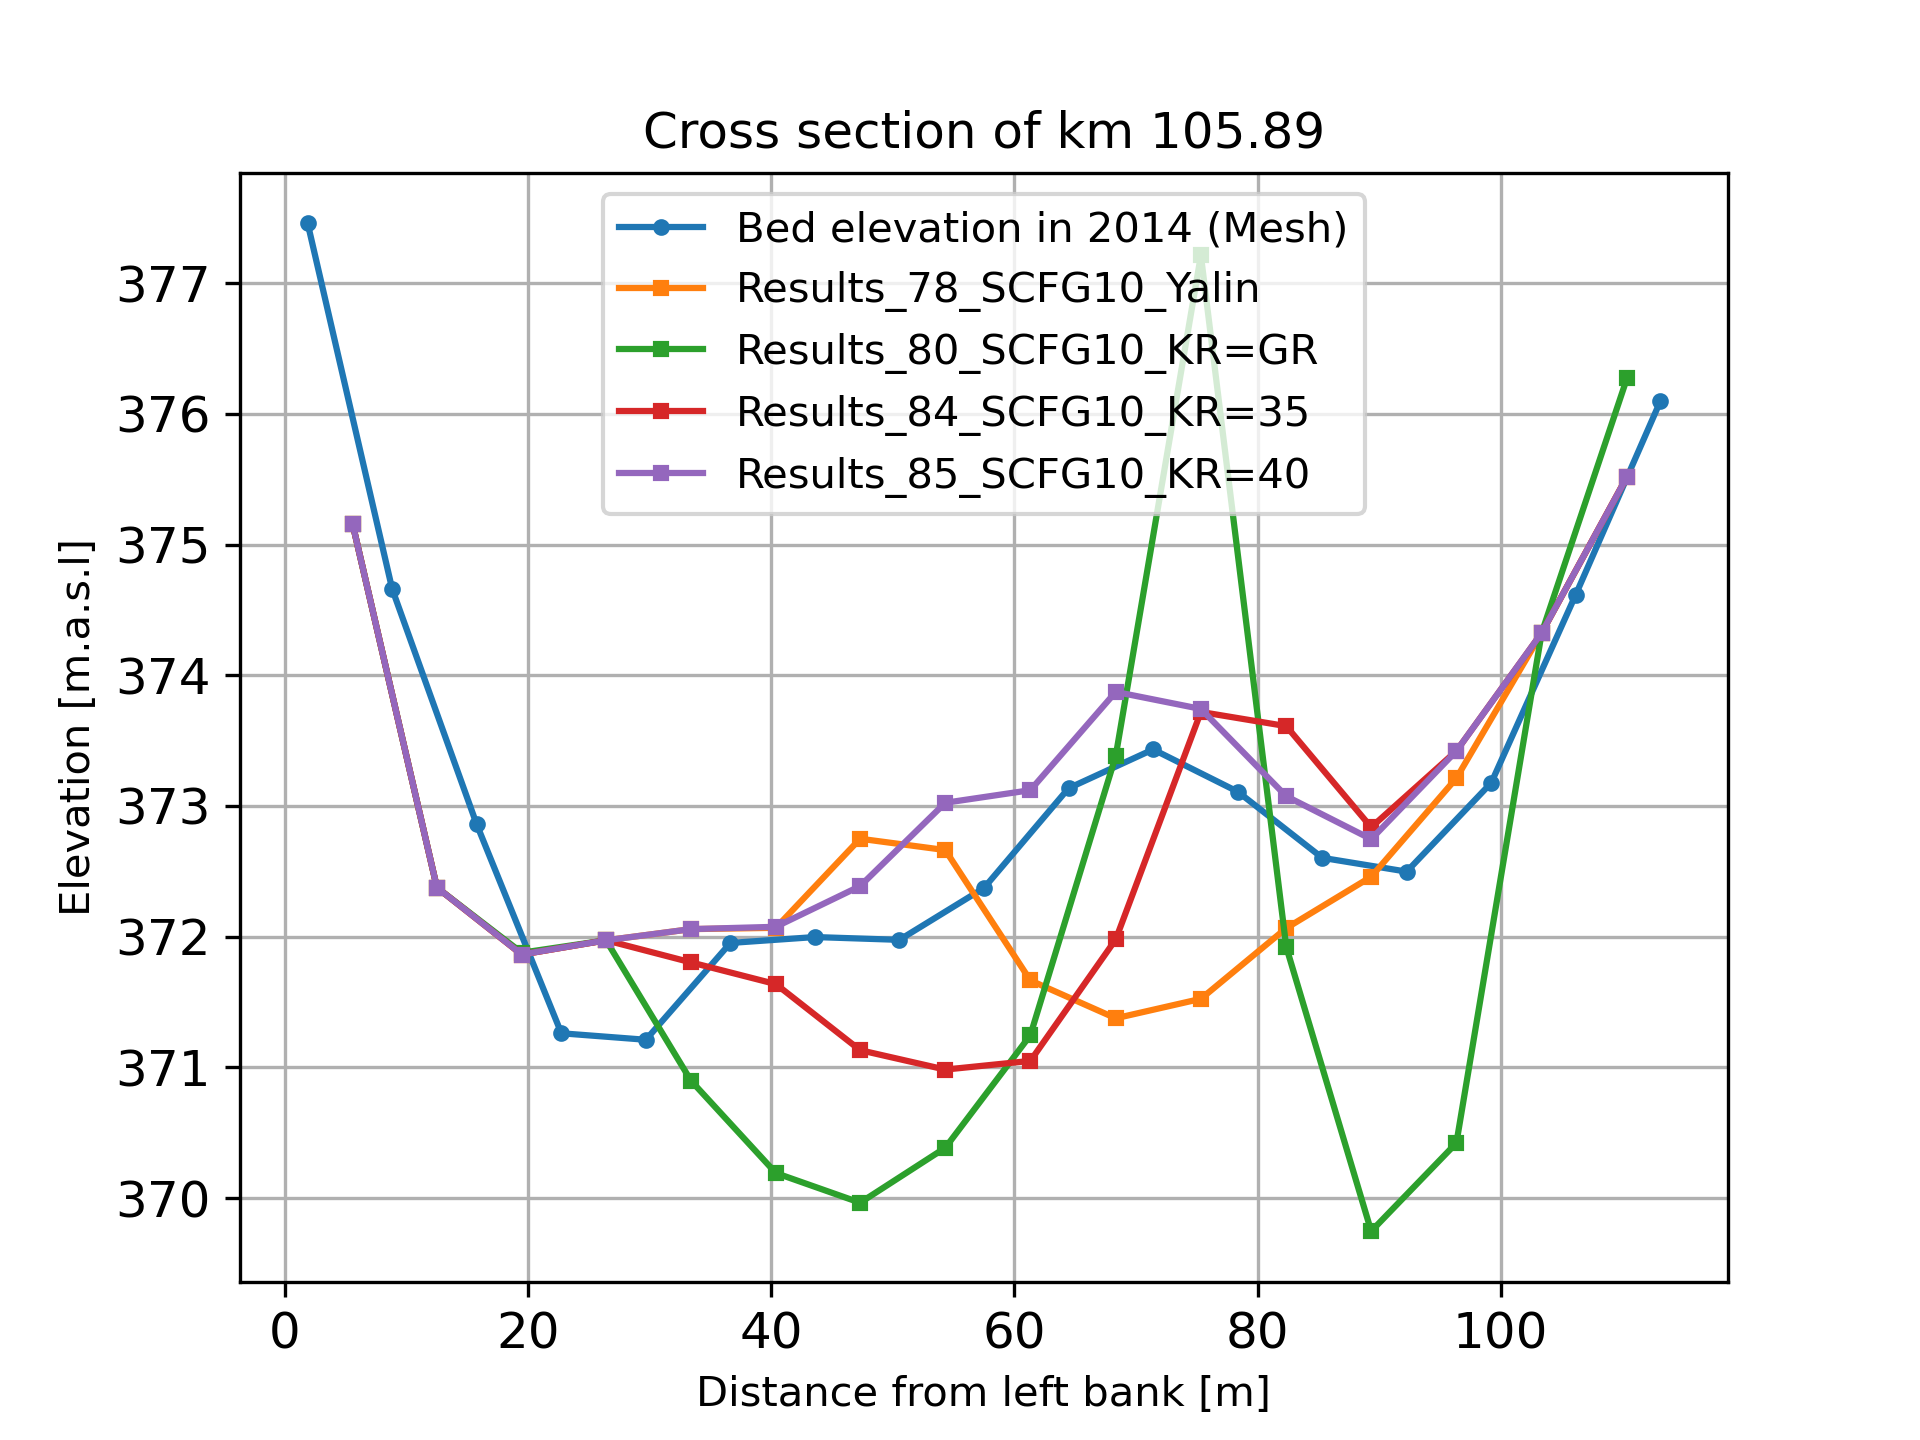 Cross section of km 105.89
Bed elevation in 2014 (Mesh)
Results_78_SCFG10_Yalin
Results_80_SCFG10_KR=GR
Results_84_SCFG10_KR=35
Results_85_SCFG10_KR=40
377
376
375
374
373
372
371
370
Elevation [m.a.s.l]
0 20 40 60 80 100
Distance from left bank [m]